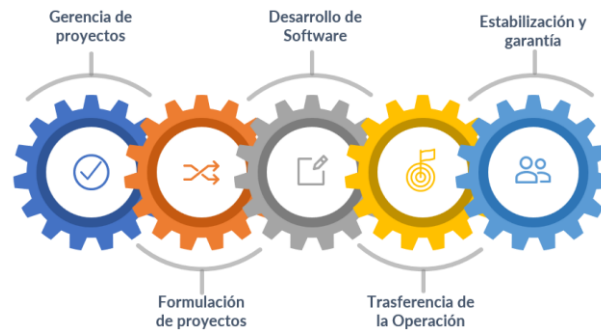 Gerencia de
proyectos
Desarrollo de
Software
Estabilización y
garantía
Formulación
de proyectos
Trasferencia de
la Operación